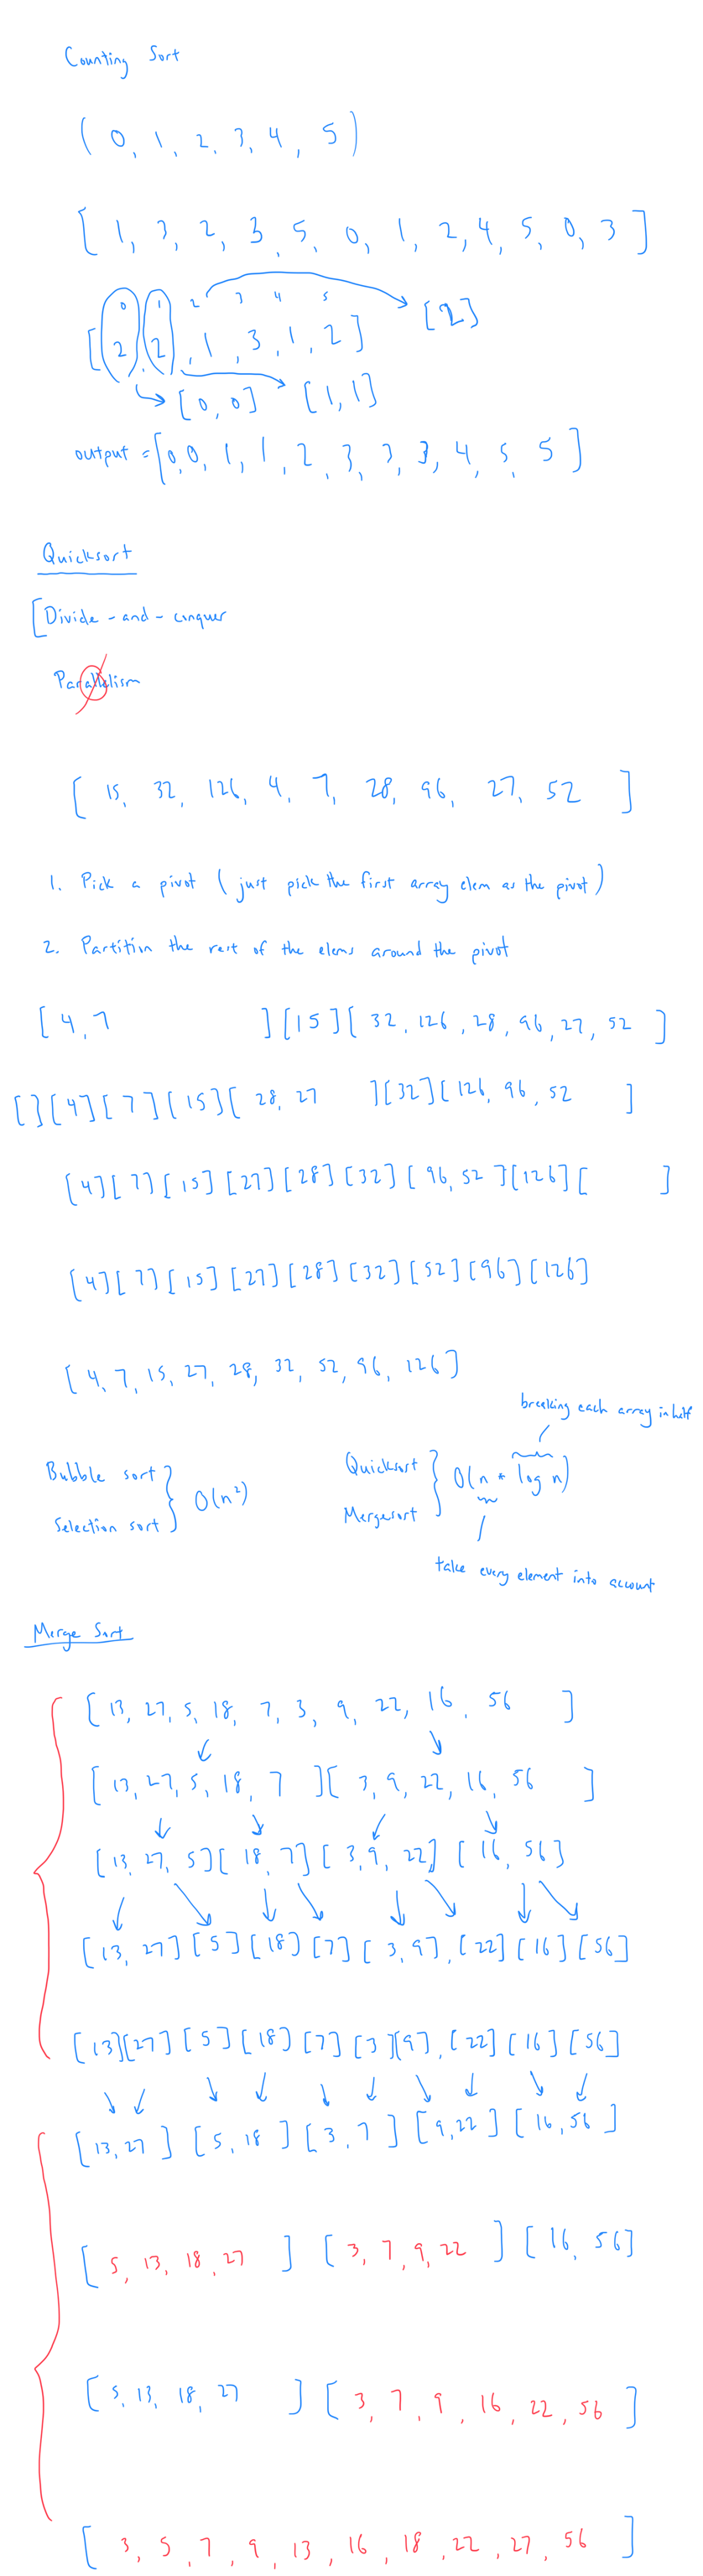 Counting Sort
( 0, 1, 2, 3, 4, 5 )
[ 1, 3, 2, 3, 5, 0, 1, 2, 4, 5, 0, 3 ]
0 1 2 3 4 5
[ 2, 2, 1, 3, 1, 2 ] [2]
[0, 0] [1, 1]
output = [0, 0, 1, 1, 2, 3, 3, 3, 4, 5, 5 ]
Quicksort
[Divide-and-conquer
Parallelism
[ 15, 32, 126, 4, 7, 28, 96, 27, 52 ]
1. Pick a pivot (just pick the first array elem as the pivot)
2. Partition the rest of the elems around the pivot
[ 4, 7 ] [15] [ 32, 126, 28, 96, 27, 52 ]
[ ] [4] [7] [15] [ 28, 27 ] [32] [126, 96, 52 ]
[4] [7] [15] [27] [28] [32] [ 96, 52 ] [126] [ ]
[4] [7] [15] [27] [28] [32] [52] [96] [126]
[ 4, 7, 15, 27, 28, 32, 52, 96, 126 ]
breaking each array in half
Bubble sort
Selection sort } O(n²)
Quicksort
Mergesort } O(n * log n)
take every element into account
Merge Sort
[ 13, 27, 5, 18, 7, 3, 9, 22, 16, 56 ]
[ 13, 27, 5, 18, 7 ] [ 3, 9, 22, 16, 56 ]
[13, 27, 5] [ 18, 7] [ 3, 9, 22] [ 16, 56]
[13, 27] [5] [18] [7] [ 3, 9], [22] [16] [56]
[13] [27] [5] [18] [7] [3] [9], [22] [16] [56]
[13, 27 ] [5, 18 ] [3, 7 ] [9, 22 ] [16, 56 ]
[ 5, 13, 18, 27 ] [ 3, 7, 9, 22 ] [ 16, 56]
[ 5, 13, 18, 27 ] [ 3, 7, 9, 16, 22, 56 ]
[ 3, 5, 7, 9, 13, 16, 18, 22, 27, 56 ]